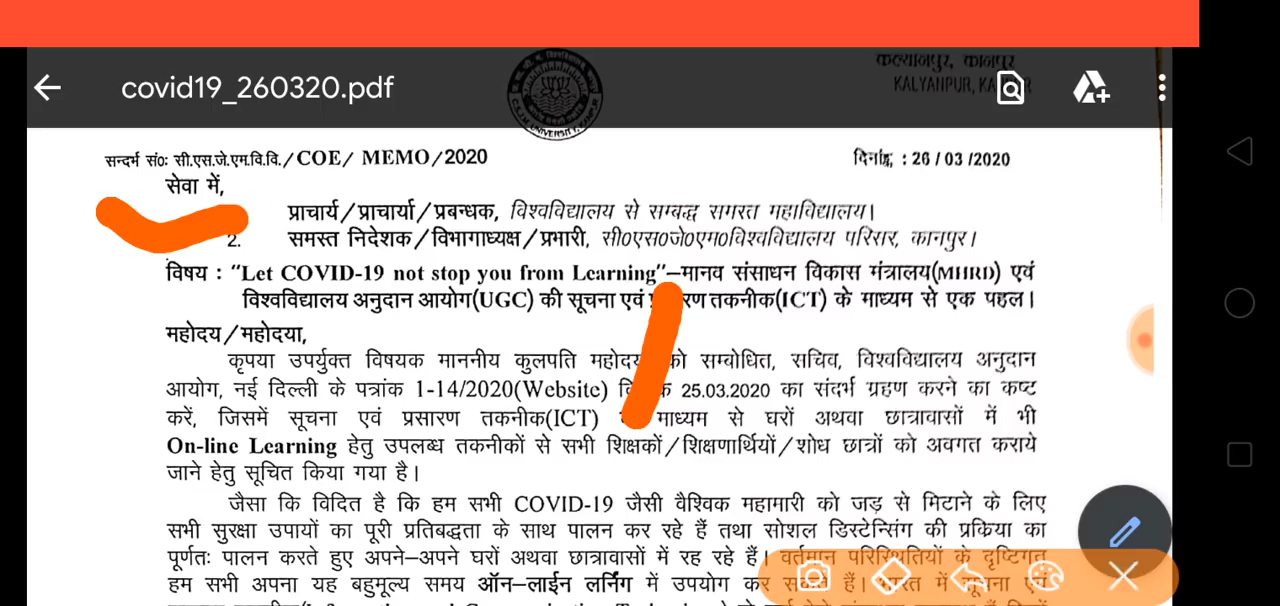 covid19_260320.pdf
कल्याणपुर, कानपुर
KALYANPUR, KA
C.S.J.M. UNIVERSITY, KANPUR
सन्दर्भ सं०: सी.एस.जे.एम.वि.वि./COE/ MEMO/2020
दिनांक : 26/03/2020
सेवा में,
प्राचार्य/प्राचार्या/प्रबन्धक, विश्वविद्यालय से सम्बद्ध समस्त महाविद्यालय।
2. समस्त निदेशक/विभागाध्यक्ष/प्रभारी, सी0एस0जे0एम0विश्वविद्यालय परिसर, कानपुर।
विषय : "Let COVID-19 not stop you from Learning"–मानव संसाधन विकास मंत्रालय(MHRD) एवं
विश्वविद्यालय अनुदान आयोग(UGC) की सूचना एवं रण तकनीक(ICT) के माध्यम से एक पहल।
महोदय/महोदया,
कृपया उपर्युक्त विषयक माननीय कुलपति महोदय को सम्बोधित, सचिव, विश्वविद्यालय अनुदान
आयोग, नई दिल्ली के पत्रांक 1-14/2020(Website) 25.03.2020 का संदर्भ ग्रहण करने का कष्ट
करें, जिसमें सूचना एवं प्रसारण तकनीक(ICT) माध्यम से घरों अथवा छात्रावासों में भी
On-line Learning हेतु उपलब्ध तकनीकों से सभी शिक्षकों/शिक्षणार्थियों/शोध छात्रों को अवगत कराये
जाने हेतु सूचित किया गया है।
जैसा कि विदित है कि हम सभी COVID-19 जैसी वैश्विक महामारी को जड़ से मिटाने के लिए
सभी सुरक्षा उपायों का पूरी प्रतिबद्धता के साथ पालन कर रहे हैं तथा सोशल डिस्टेन्सिंग की प्रक्रिया का
पूर्णतः पालन करते हुए अपने–अपने घरों अथवा छात्रावासों में रह रहे हैं। वर्तमान परिस्थितियों के दृष्टिगत
हम सभी अपना यह बहुमूल्य समय ऑन–लाईन लर्निंग में उपयोग कर सकते हैं। भारत में सूचना एवं